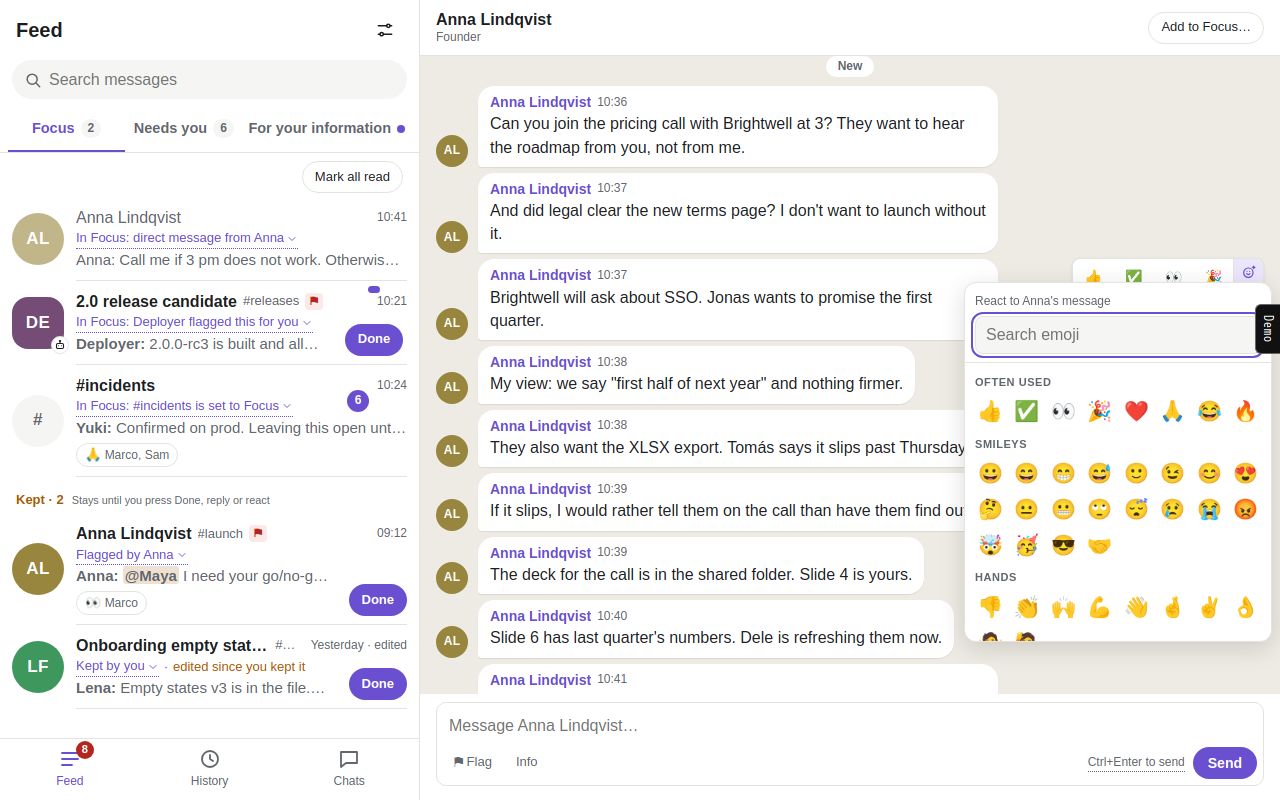 Feed
Search messages
Focus 2
Needs you 6
For your information
Mark all read
AL
Anna Lindqvist 10:41
In Focus: direct message from Anna
Anna: Call me if 3 pm does not work. Otherwis…
DE
2.0 release candidate #releases 10:21
In Focus: Deployer flagged this for you
Deployer: 2.0.0-rc3 is built and all…
Done
#
#incidents 10:24
In Focus: #incidents is set to Focus
6
Yuki: Confirmed on prod. Leaving this open unt…
🙏 Marco, Sam
Kept · 2 Stays until you press Done, reply or react
AL
Anna Lindqvist #launch 09:12
Flagged by Anna
Anna: @Maya I need your go/no-g…
👀 Marco
Done
LF
Onboarding empty stat… #… Yesterday · edited
Kept by you · edited since you kept it
Lena: Empty states v3 is in the file.…
Done
8
Feed
History
Chats
Anna Lindqvist
Founder
Add to Focus…
New
Anna Lindqvist 10:36
Can you join the pricing call with Brightwell at 3? They want to hear
the roadmap from you, not from me.
AL
Anna Lindqvist 10:37
And did legal clear the new terms page? I don't want to launch without
it.
AL
Anna Lindqvist 10:37
Brightwell will ask about SSO. Jonas wants to promise the first
quarter.
AL
Anna Lindqvist 10:38
My view: we say "first half of next year" and nothing firmer.
AL
Anna Lindqvist 10:38
They also want the XLSX export. Tomás says it slips past Thursday
AL
Anna Lindqvist 10:39
If it slips, I would rather tell them on the call than have them find ou
AL
Anna Lindqvist 10:39
The deck for the call is in the shared folder. Slide 4 is yours.
AL
Anna Lindqvist 10:40
Slide 6 has last quarter's numbers. Dele is refreshing them now.
AL
Anna Lindqvist 10:41
React to Anna's message
Search emoji
OFTEN USED
SMILEYS
HANDS
Demo
Message Anna Lindqvist…
Flag
Info
Ctrl+Enter to send
Send